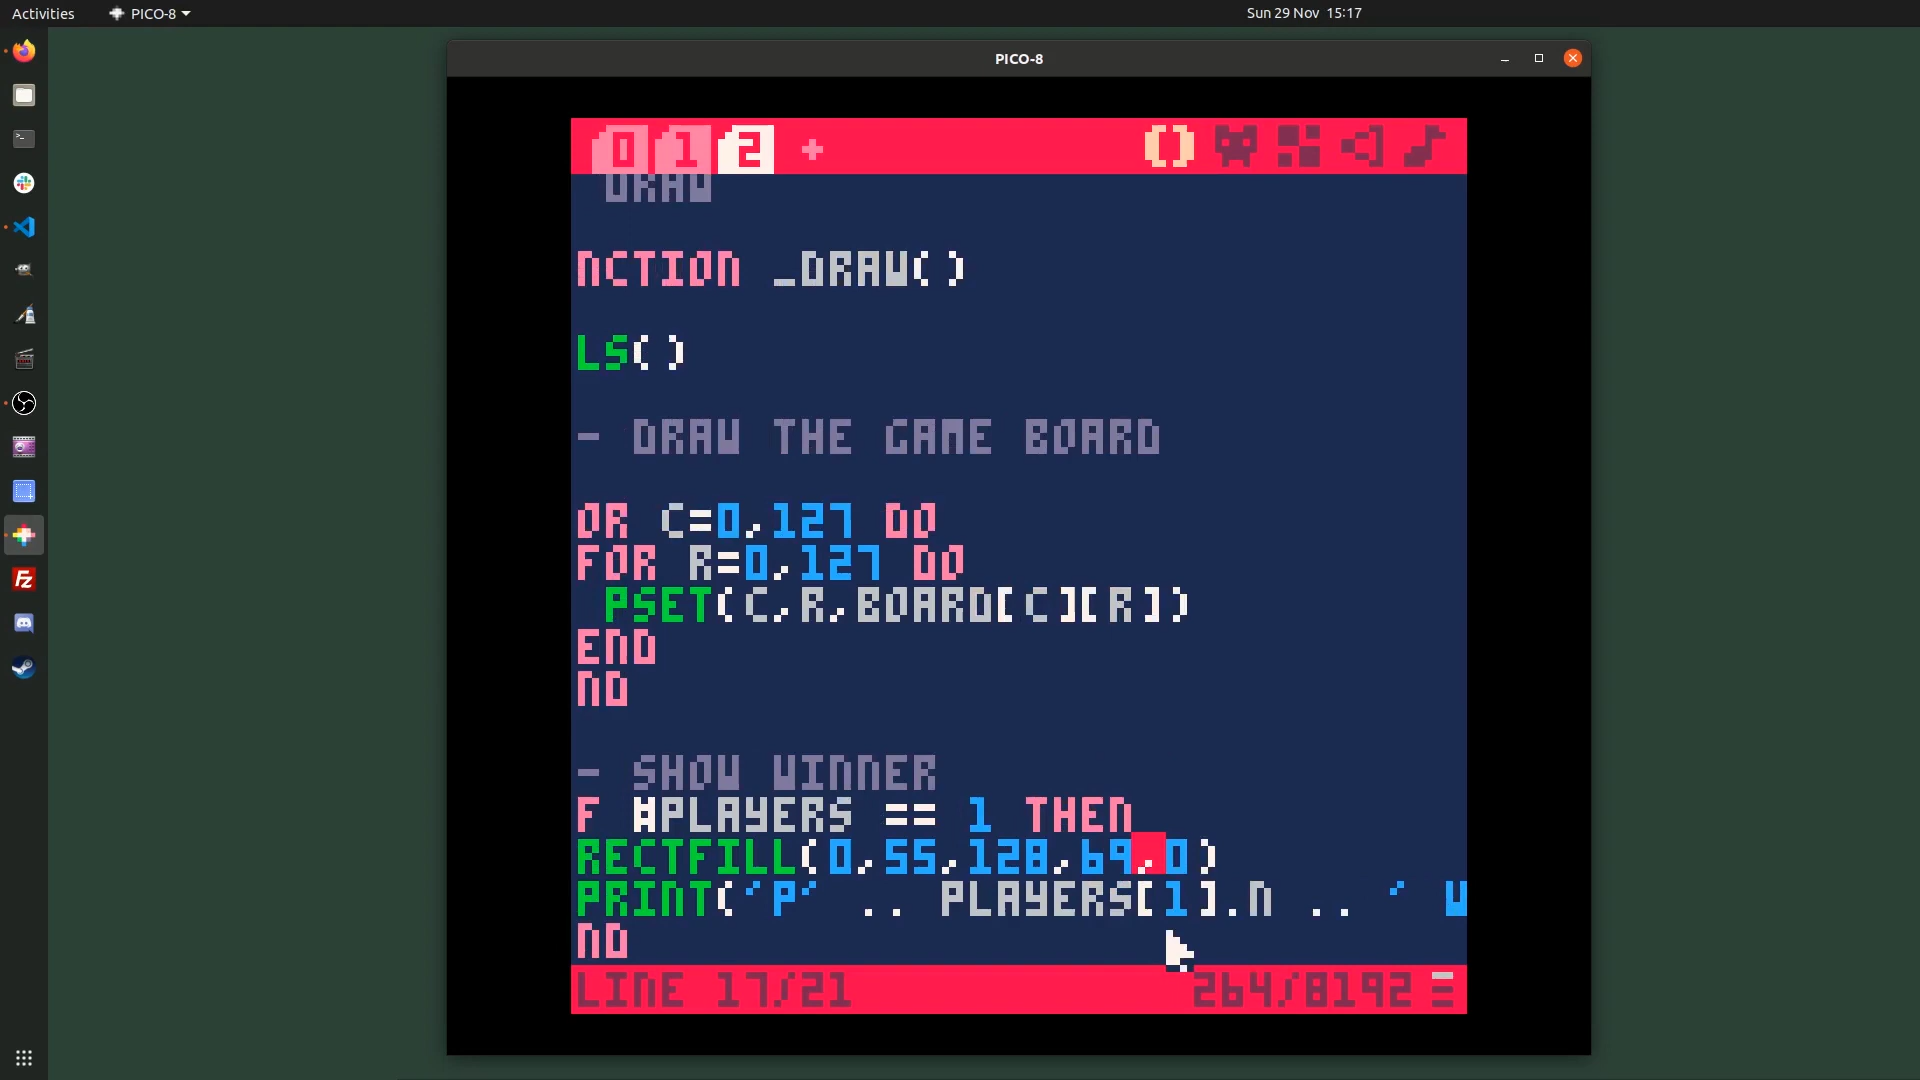 Activities
PICO-8
Sun 29 Nov 15:17
PICO-8
0 1 2 +
DRAW
NCTION _DRAW()
LS()
- DRAW THE GAME BOARD
OR C=0,127 DO
FOR R=0,127 DO
PSET(C,R,BOARD[C][R])
END
ND
- SHOW WINNER
F #PLAYERS == 1 THEN
RECTFILL(0,55,128,69,0)
PRINT('P' .. PLAYERS[1].N .. ' W
ND
LINE 17/21
264/8192